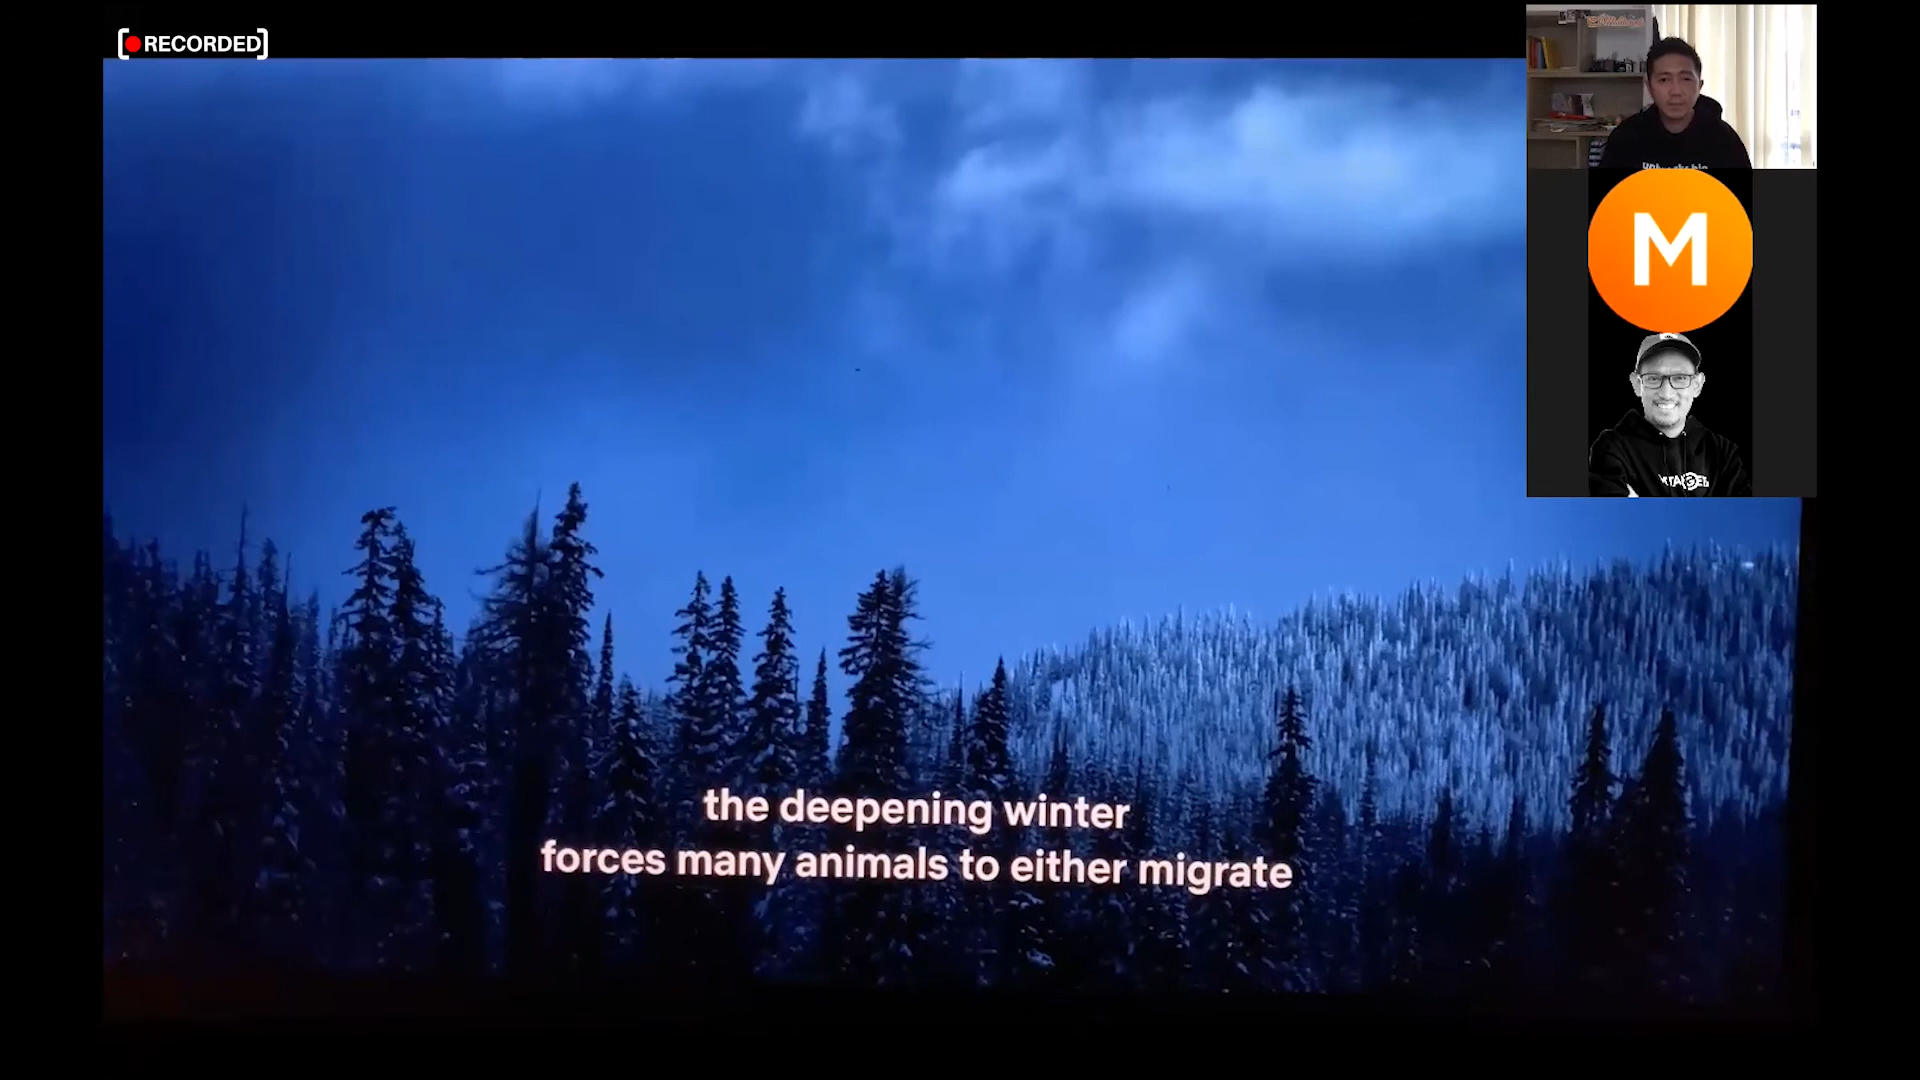 [RECORDED]
M
the deepening winter
forces many animals to either migrate